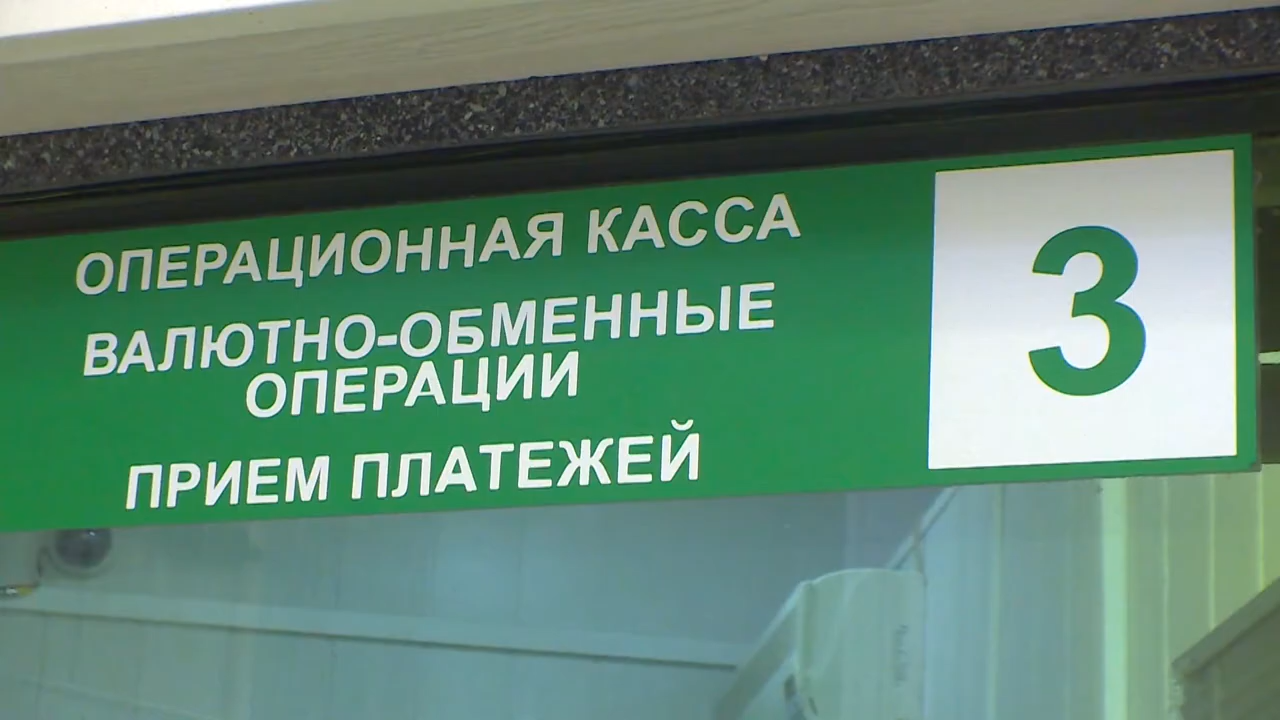 ОПЕРАЦИОННАЯ КАССА
ВАЛЮТНО-ОБМЕННЫЕ
ОПЕРАЦИИ
ПРИЕМ ПЛАТЕЖЕЙ
3